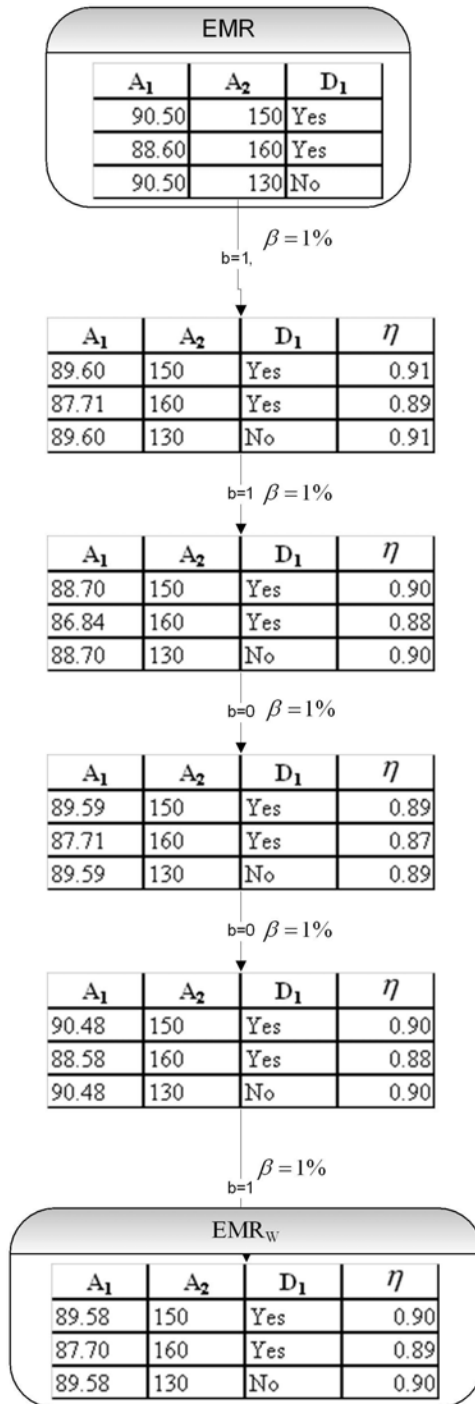 EMR
A₁ A₂ D₁
90.50 150 Yes
88.60 160 Yes
90.50 130 No
b=1, β = 1%
A₁ A₂ D₁ η
89.60 150 Yes 0.91
87.71 160 Yes 0.89
89.60 130 No 0.91
b=1 β = 1%
A₁ A₂ D₁ η
88.70 150 Yes 0.90
86.84 160 Yes 0.88
88.70 130 No 0.90
b=0 β = 1%
A₁ A₂ D₁ η
89.59 150 Yes 0.89
87.71 160 Yes 0.87
89.59 130 No 0.89
b=0 β = 1%
A₁ A₂ D₁ η
90.48 150 Yes 0.90
88.58 160 Yes 0.88
90.48 130 No 0.90
b=1 β = 1%
EMR_W
A₁ A₂ D₁ η
89.58 150 Yes 0.90
87.70 160 Yes 0.89
89.58 130 No 0.90